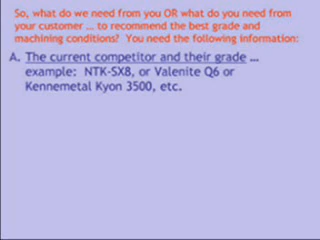 So, what do we need from you OR what do you need from
your customer ... to recommend the best grade and
machining conditions? You need the following information:
A. The current competitor and their grade ...
example: NTK-SX8, or Valenite Q6 or
Kennemetal Kyon 3500, etc.